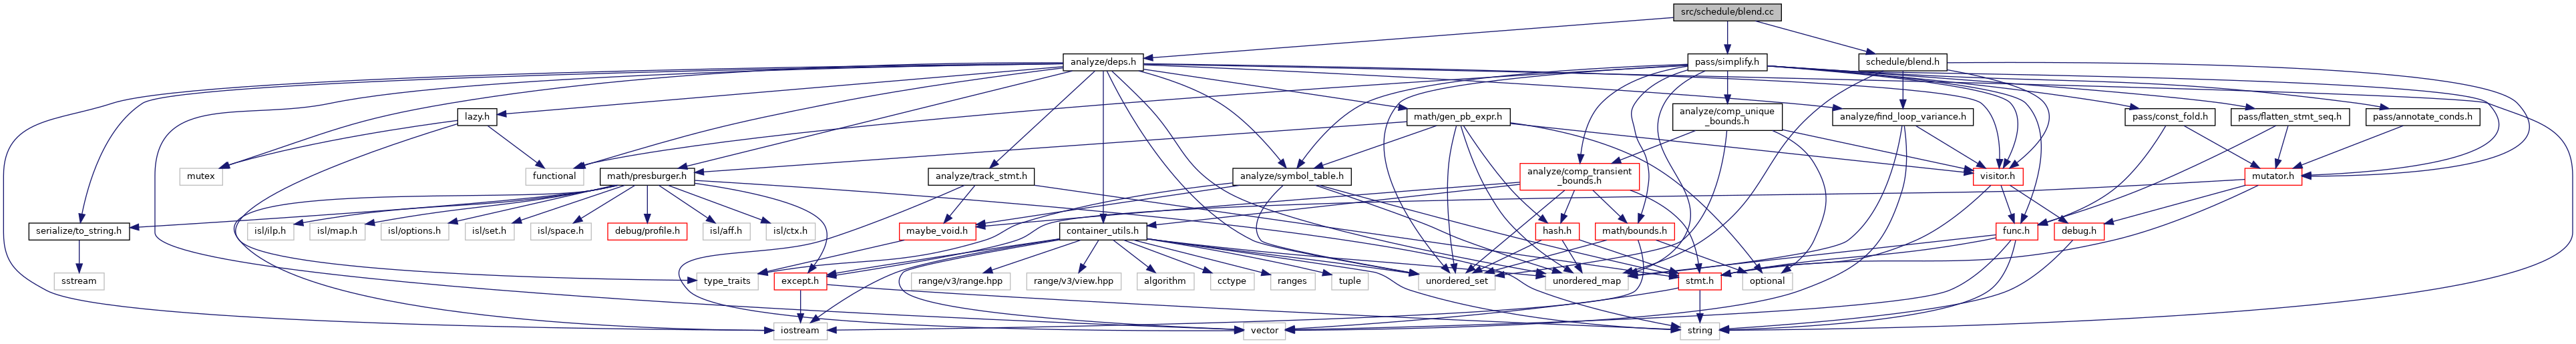 src/schedule/blend.cc
analyze/deps.h
pass/simplify.h
schedule/blend.h
lazy.h
math/gen_pb_expr.h
analyze/comp_unique
_bounds.h
analyze/find_loop_variance.h
pass/const_fold.h
pass/flatten_stmt_seq.h
pass/annotate_conds.h
mutex
functional
math/presburger.h
analyze/track_stmt.h
analyze/symbol_table.h
analyze/comp_transient
_bounds.h
visitor.h
mutator.h
serialize/to_string.h
isl/ilp.h
isl/map.h
isl/options.h
isl/set.h
isl/space.h
debug/profile.h
isl/aff.h
isl/ctx.h
maybe_void.h
container_utils.h
hash.h
math/bounds.h
func.h
debug.h
sstream
type_traits
except.h
range/v3/range.hpp
range/v3/view.hpp
algorithm
cctype
ranges
tuple
unordered_set
unordered_map
stmt.h
optional
iostream
vector
string